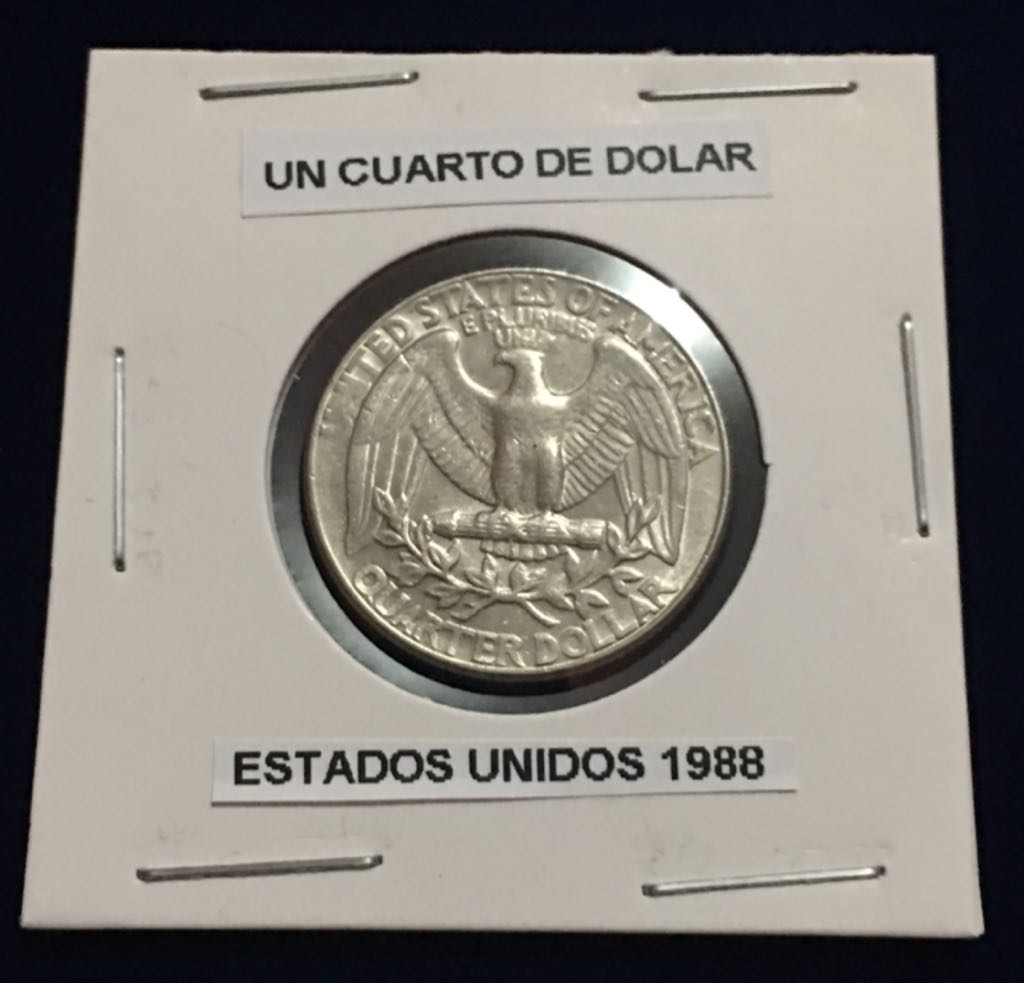 UN CUARTO DE DOLAR
UNITED STATES OF AMERICA
E PLURIBUS
UNUM
QUARTER DOLLAR
ESTADOS UNIDOS 1988